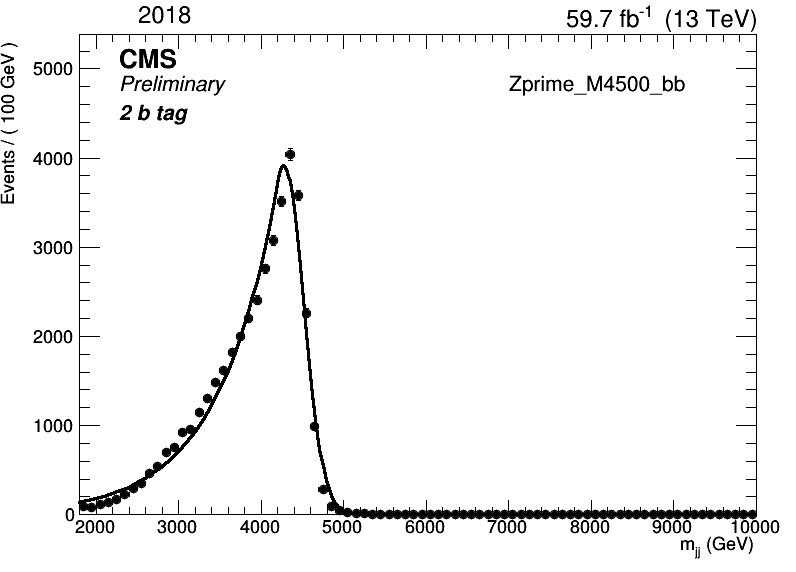 2018
59.7 fb-1 (13 TeV)
CMS
Preliminary
2 b tag
Zprime_M4500_bb
Events / ( 100 GeV )
5000
4000
3000
2000
1000
0
2000 3000 4000 5000 6000 7000 8000 9000 10000
mjj (GeV)